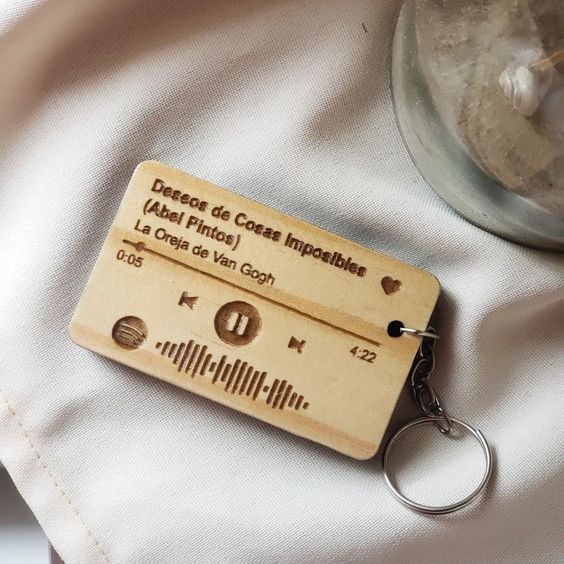 Deseos de Cosas Imposibles
(Abel Pintos)
La Oreja de Van Gogh
0:05
4:22